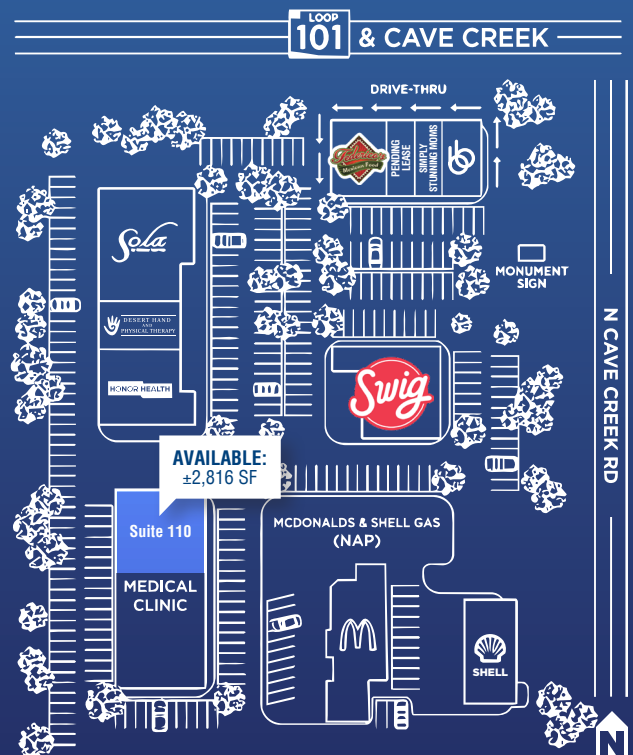 LOOP
101 & CAVE CREEK
DRIVE-THRU
Mexican Food
PENDING
LEASE
SIMPLY
STUNNING MOMS
Sola
MONUMENT
SIGN
DESERT HAND
AND
PHYSICAL THERAPY
HONOR HEALTH
Swig
N CAVE CREEK RD
AVAILABLE:
±2,816 SF
Suite 110
MEDICAL
CLINIC
MCDONALDS & SHELL GAS
(NAP)
SHELL
N